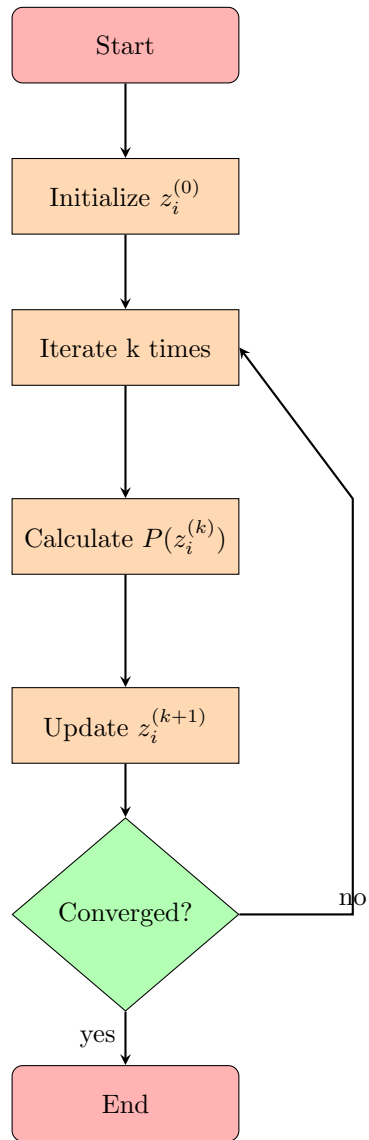 Start
Initialize $z_i^{(0)}$
Iterate k times
Calculate $P(z_i^{(k)})$
Update $z_i^{(k+1)}$
Converged?
no
yes
End